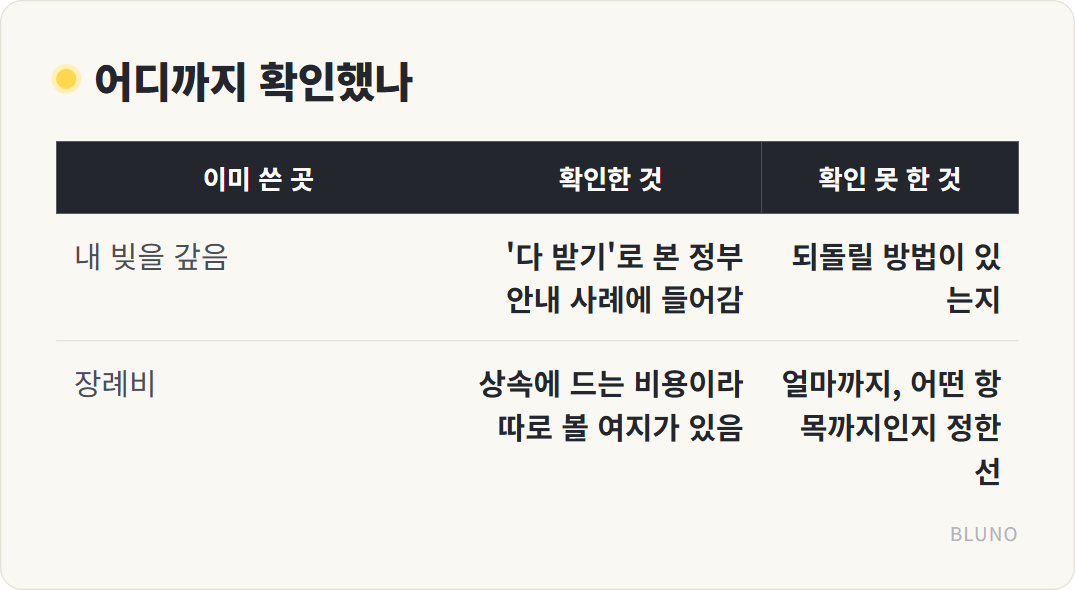 어디까지 확인했나
이미 쓴 곳 확인한 것 확인 못 한 것
내 빚을 갚음 '다 받기'로 본 정부 되돌릴 방법이 있
안내 사례에 들어감 는지
장례비 상속에 드는 비용이라 얼마까지, 어떤 항
따로 볼 여지가 있음 목까지인지 정한
선
BLUNO